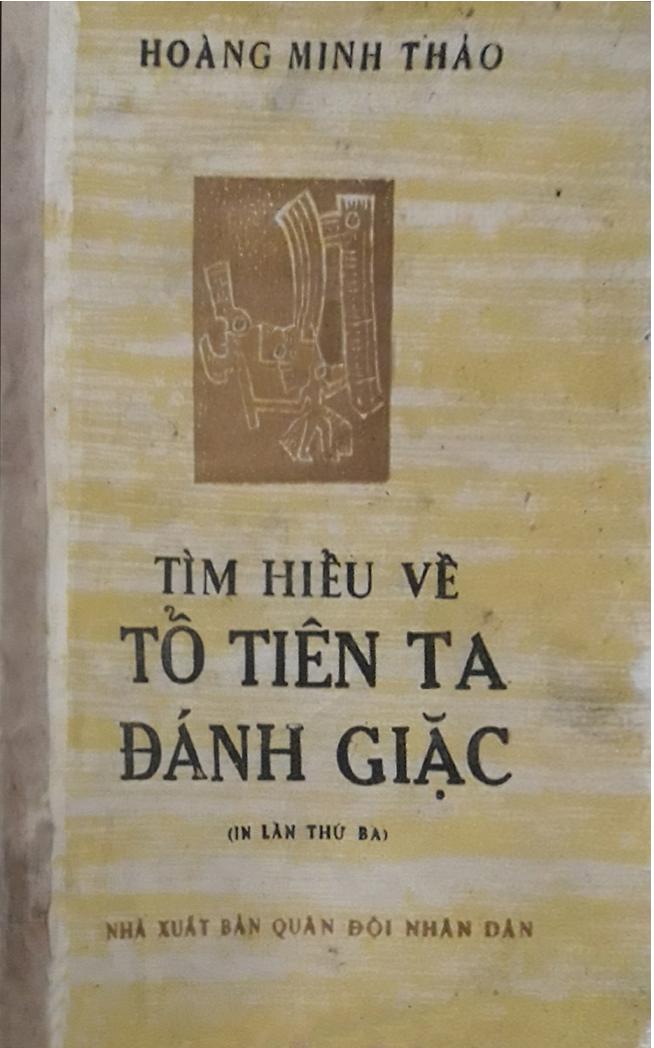 HOÀNG MINH THẢO
TÌM HIỂU VỀ
TỔ TIÊN TA
ĐÁNH GIẶC
(IN LẦN THỨ BA)
NHÀ XUẤT BẢN QUÂN ĐỘI NHÂN DÂN